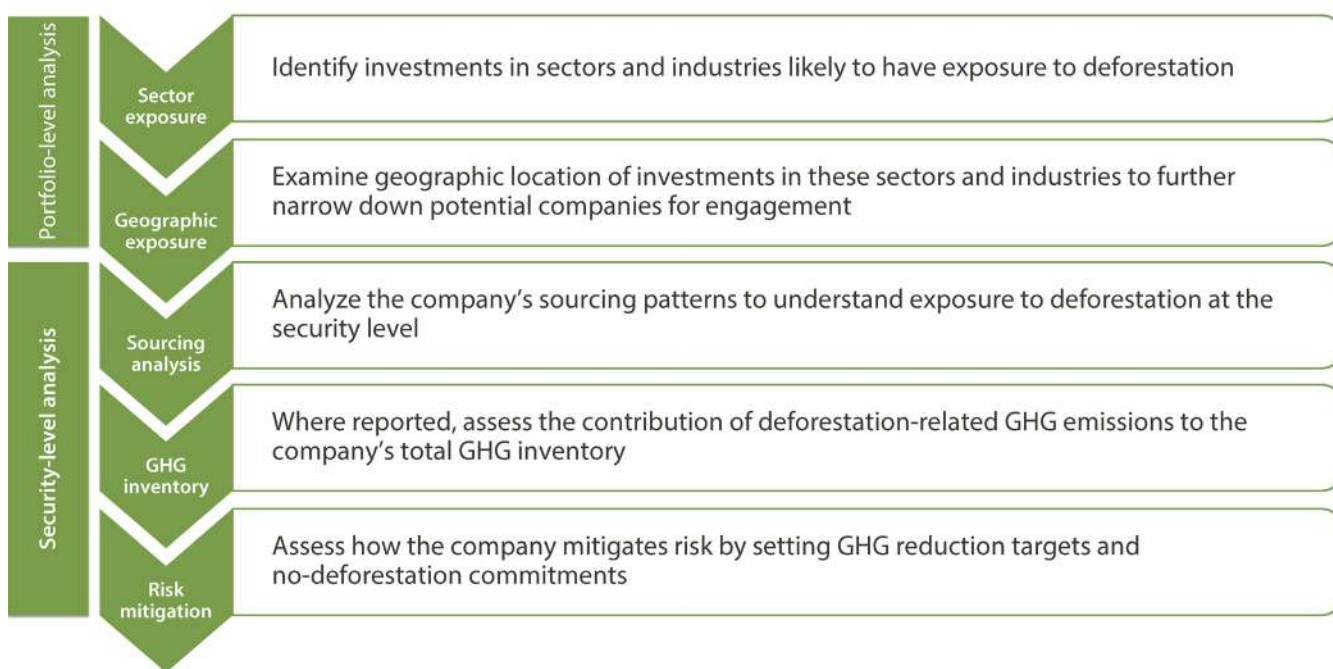 Portfolio-level analysis
Sector
exposure
Identify investments in sectors and industries likely to have exposure to deforestation
Geographic
exposure
Examine geographic location of investments in these sectors and industries to further
narrow down potential companies for engagement
Security-level analysis
Sourcing
analysis
Analyze the company's sourcing patterns to understand exposure to deforestation at the
security level
GHG
inventory
Where reported, assess the contribution of deforestation-related GHG emissions to the
company's total GHG inventory
Risk
mitigation
Assess how the company mitigates risk by setting GHG reduction targets and
no-deforestation commitments